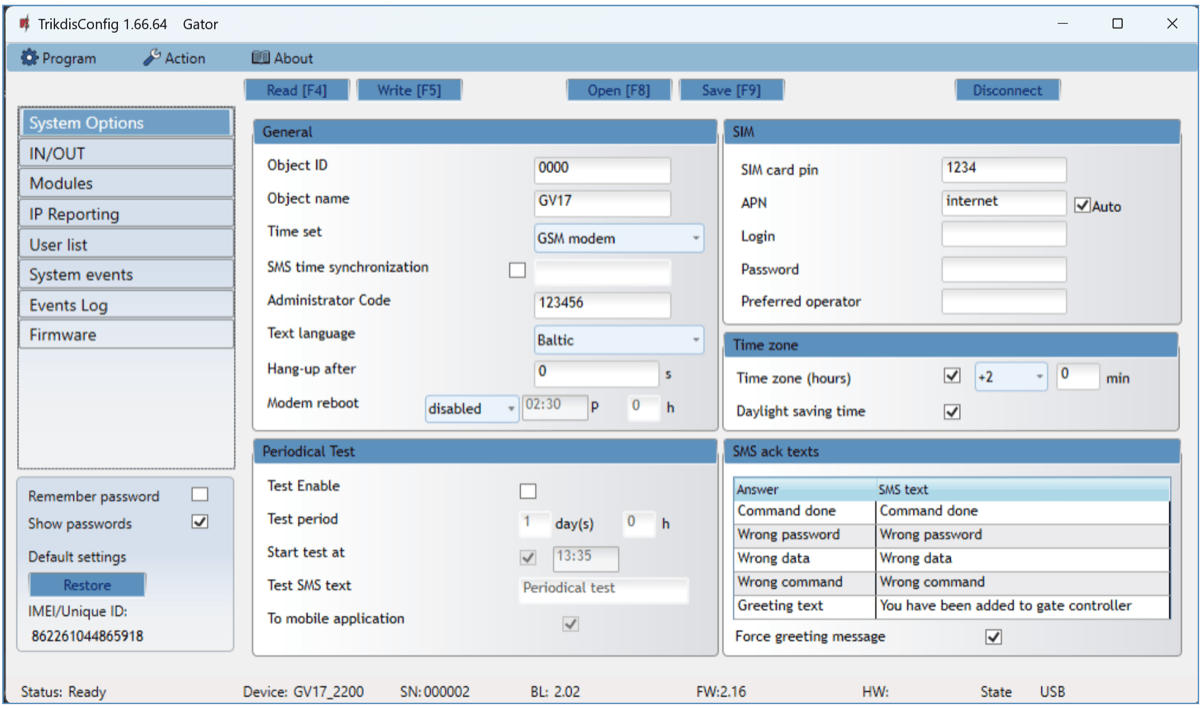 TrikdisConfig 1.66.64 Gator
Program Action About
Read [F4] Write [F5] Open [F8] Save [F9] Disconnect
System Options
IN/OUT
Modules
IP Reporting
User list
System events
Events Log
Firmware
Remember password
Show passwords
Default settings
Restore
IMEI/Unique ID:
862261044865918
General
Object ID 0000
Object name GV17
Time set GSM modem
SMS time synchronization
Administrator Code 123456
Text language Baltic
Hang-up after 0 s
Modem reboot disabled 02:30 p 0 h
Periodical Test
Test Enable
Test period 1 day(s) 0 h
Start test at 13:35
Test SMS text Periodical test
To mobile application
SIM
SIM card pin 1234
APN internet Auto
Login
Password
Preferred operator
Time zone
Time zone (hours) +2 0 min
Daylight saving time
SMS ack texts
Answer SMS text
Command done Command done
Wrong password Wrong password
Wrong data Wrong data
Wrong command Wrong command
Greeting text You have been added to gate controller
Force greeting message
Status: Ready Device: GV17_2200 SN: 000002 BL: 2.02 FW:2.16 HW: State USB